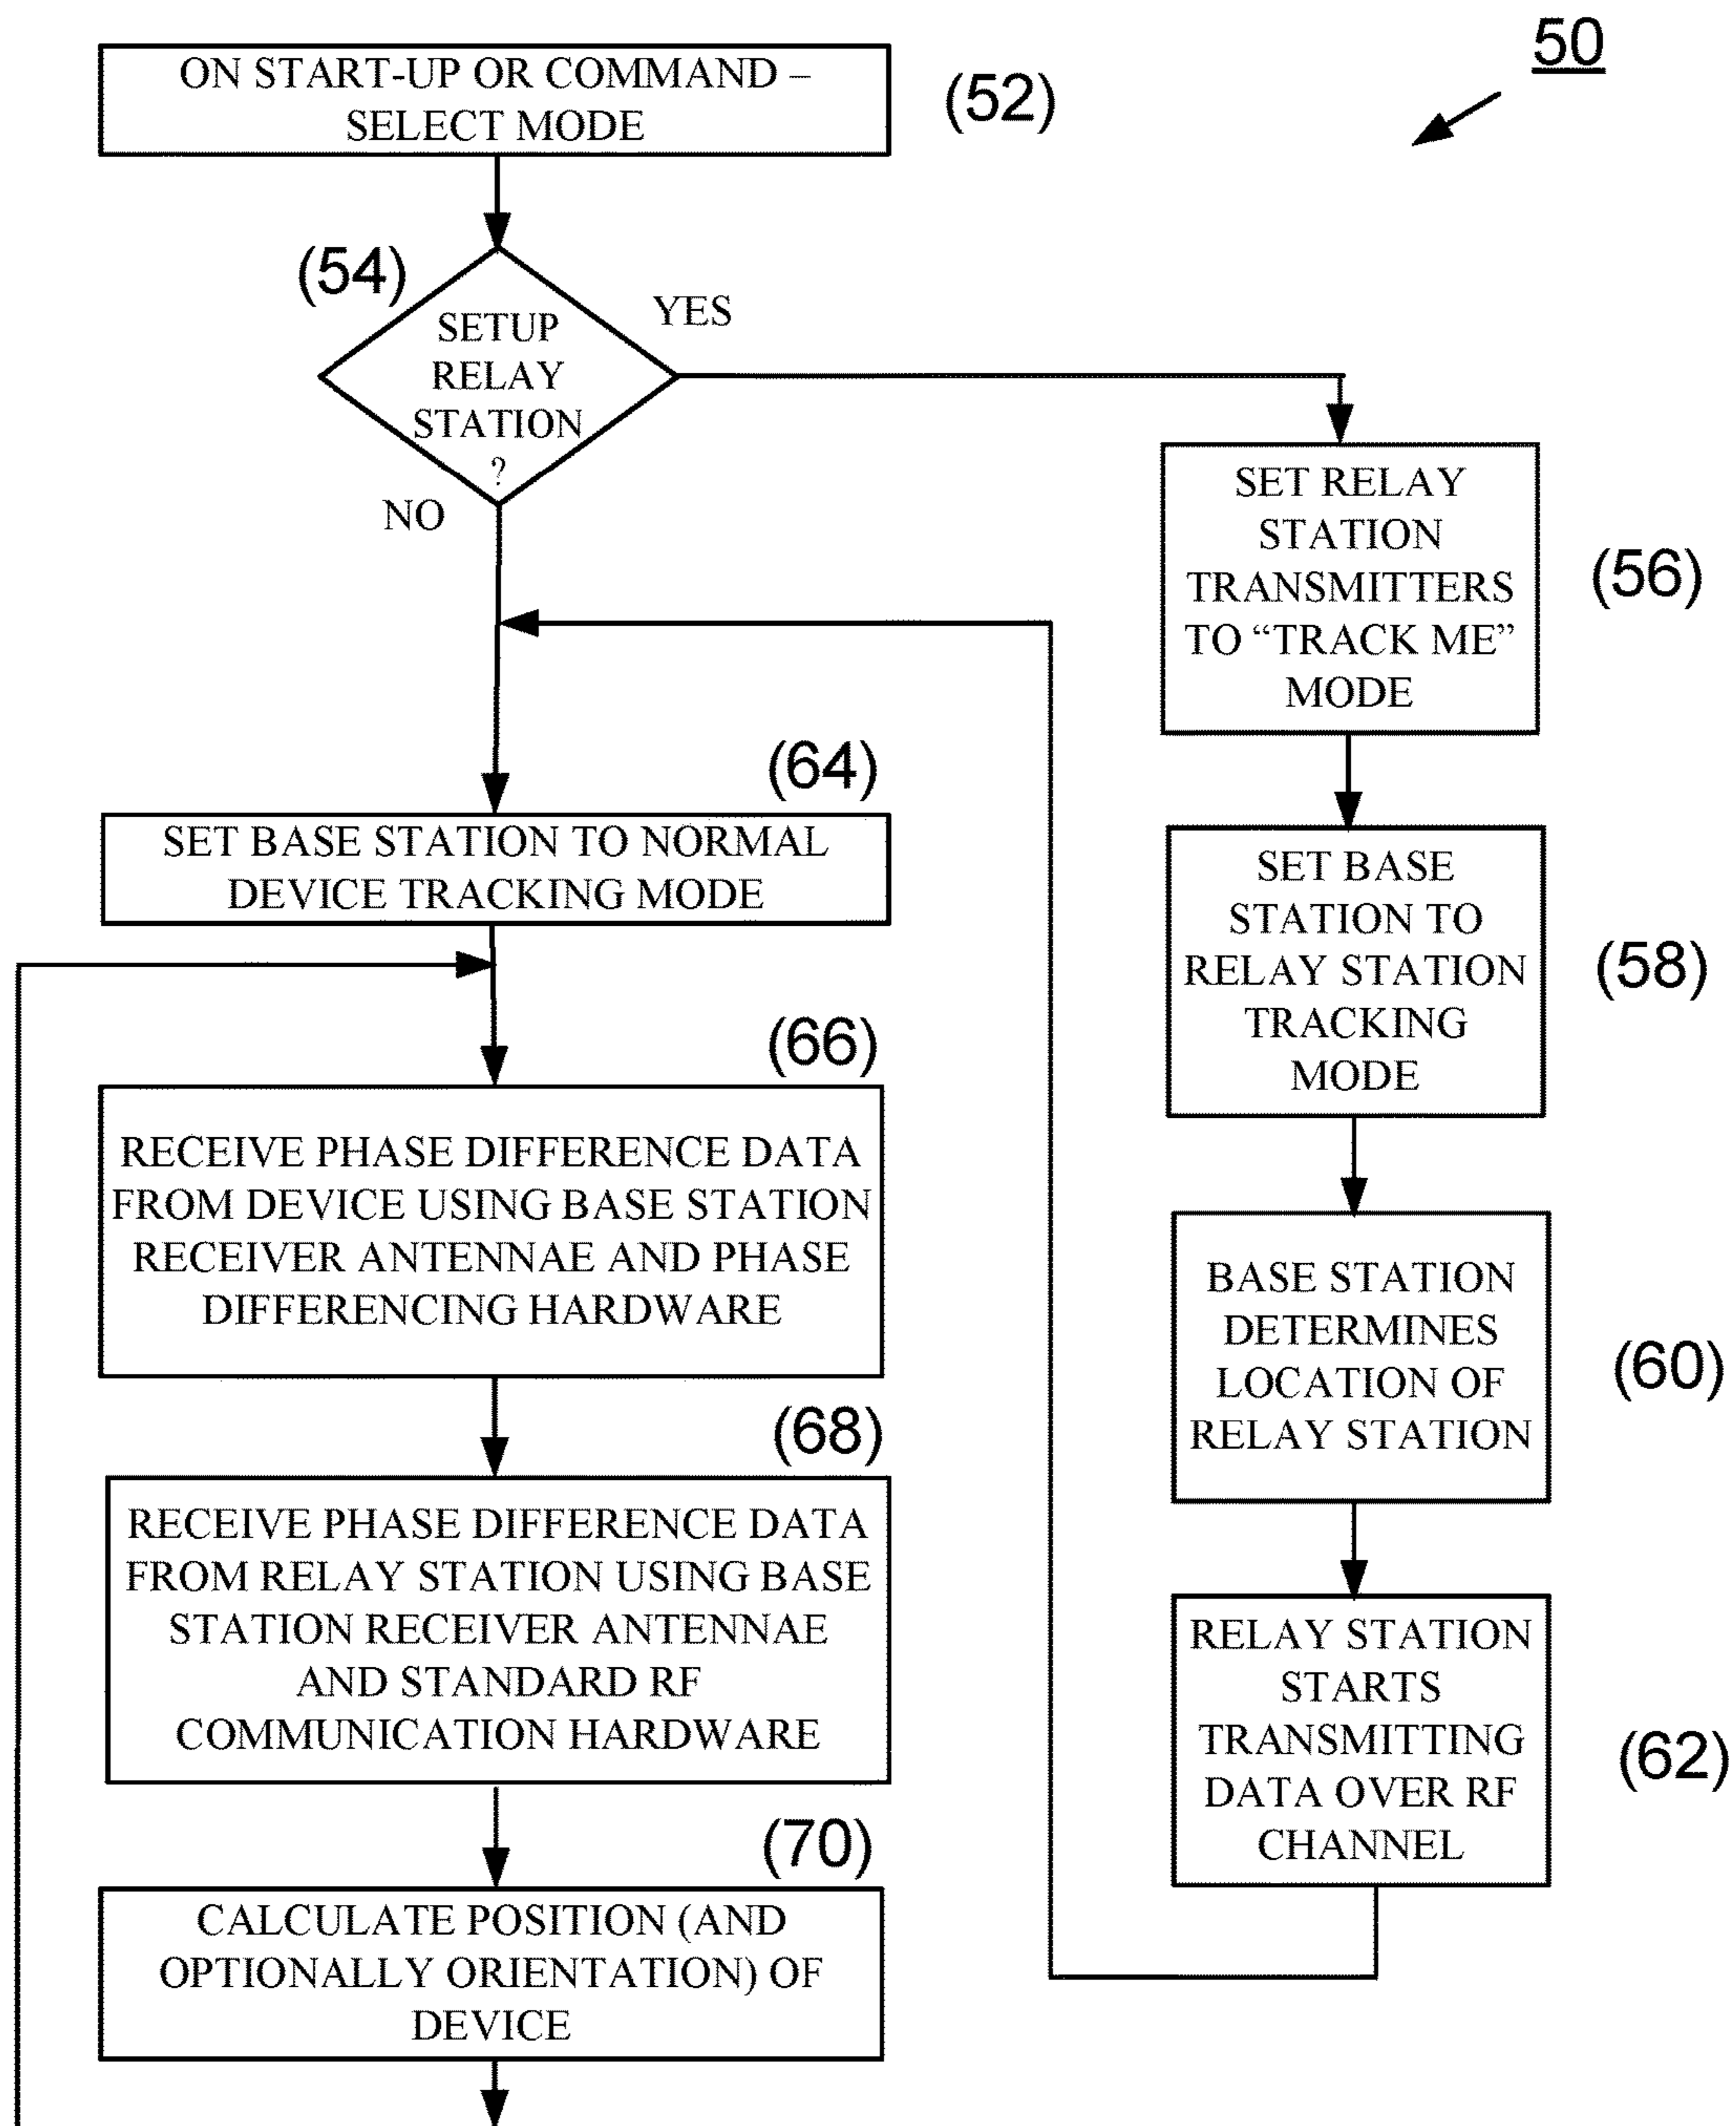 50
ON START-UP OR COMMAND –
SELECT MODE
(52)
(54)
SETUP
RELAY
STATION
?
YES
NO
SET RELAY
STATION
TRANSMITTERS
TO “TRACK ME”
MODE
(56)
SET BASE
STATION TO
RELAY STATION
TRACKING
MODE
(58)
BASE STATION
DETERMINES
LOCATION OF
RELAY STATION
(60)
RELAY STATION
STARTS
TRANSMITTING
DATA OVER RF
CHANNEL
(62)
(64)
SET BASE STATION TO NORMAL
DEVICE TRACKING MODE
(66)
RECEIVE PHASE DIFFERENCE DATA
FROM DEVICE USING BASE STATION
RECEIVER ANTENNAE AND PHASE
DIFFERENCING HARDWARE
(68)
RECEIVE PHASE DIFFERENCE DATA
FROM RELAY STATION USING BASE
STATION RECEIVER ANTENNAE
AND STANDARD RF
COMMUNICATION HARDWARE
(70)
CALCULATE POSITION (AND
OPTIONALLY ORIENTATION) OF
DEVICE